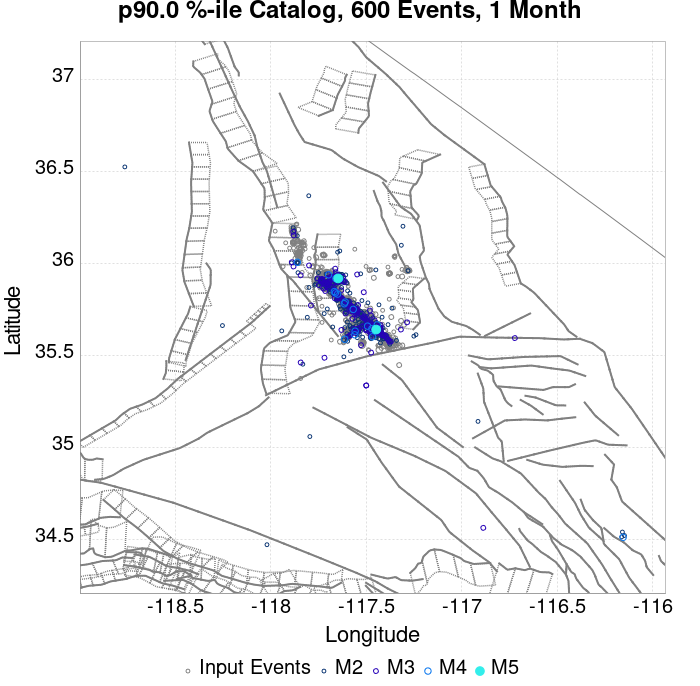 p90.0 %-ile Catalog, 600 Events, 1 Month
37
36.5
36
35.5
35
34.5
Latitude
-118.5 -118 -117.5 -117 -116.5 -116
Longitude
Input Events M2 M3 M4 M5